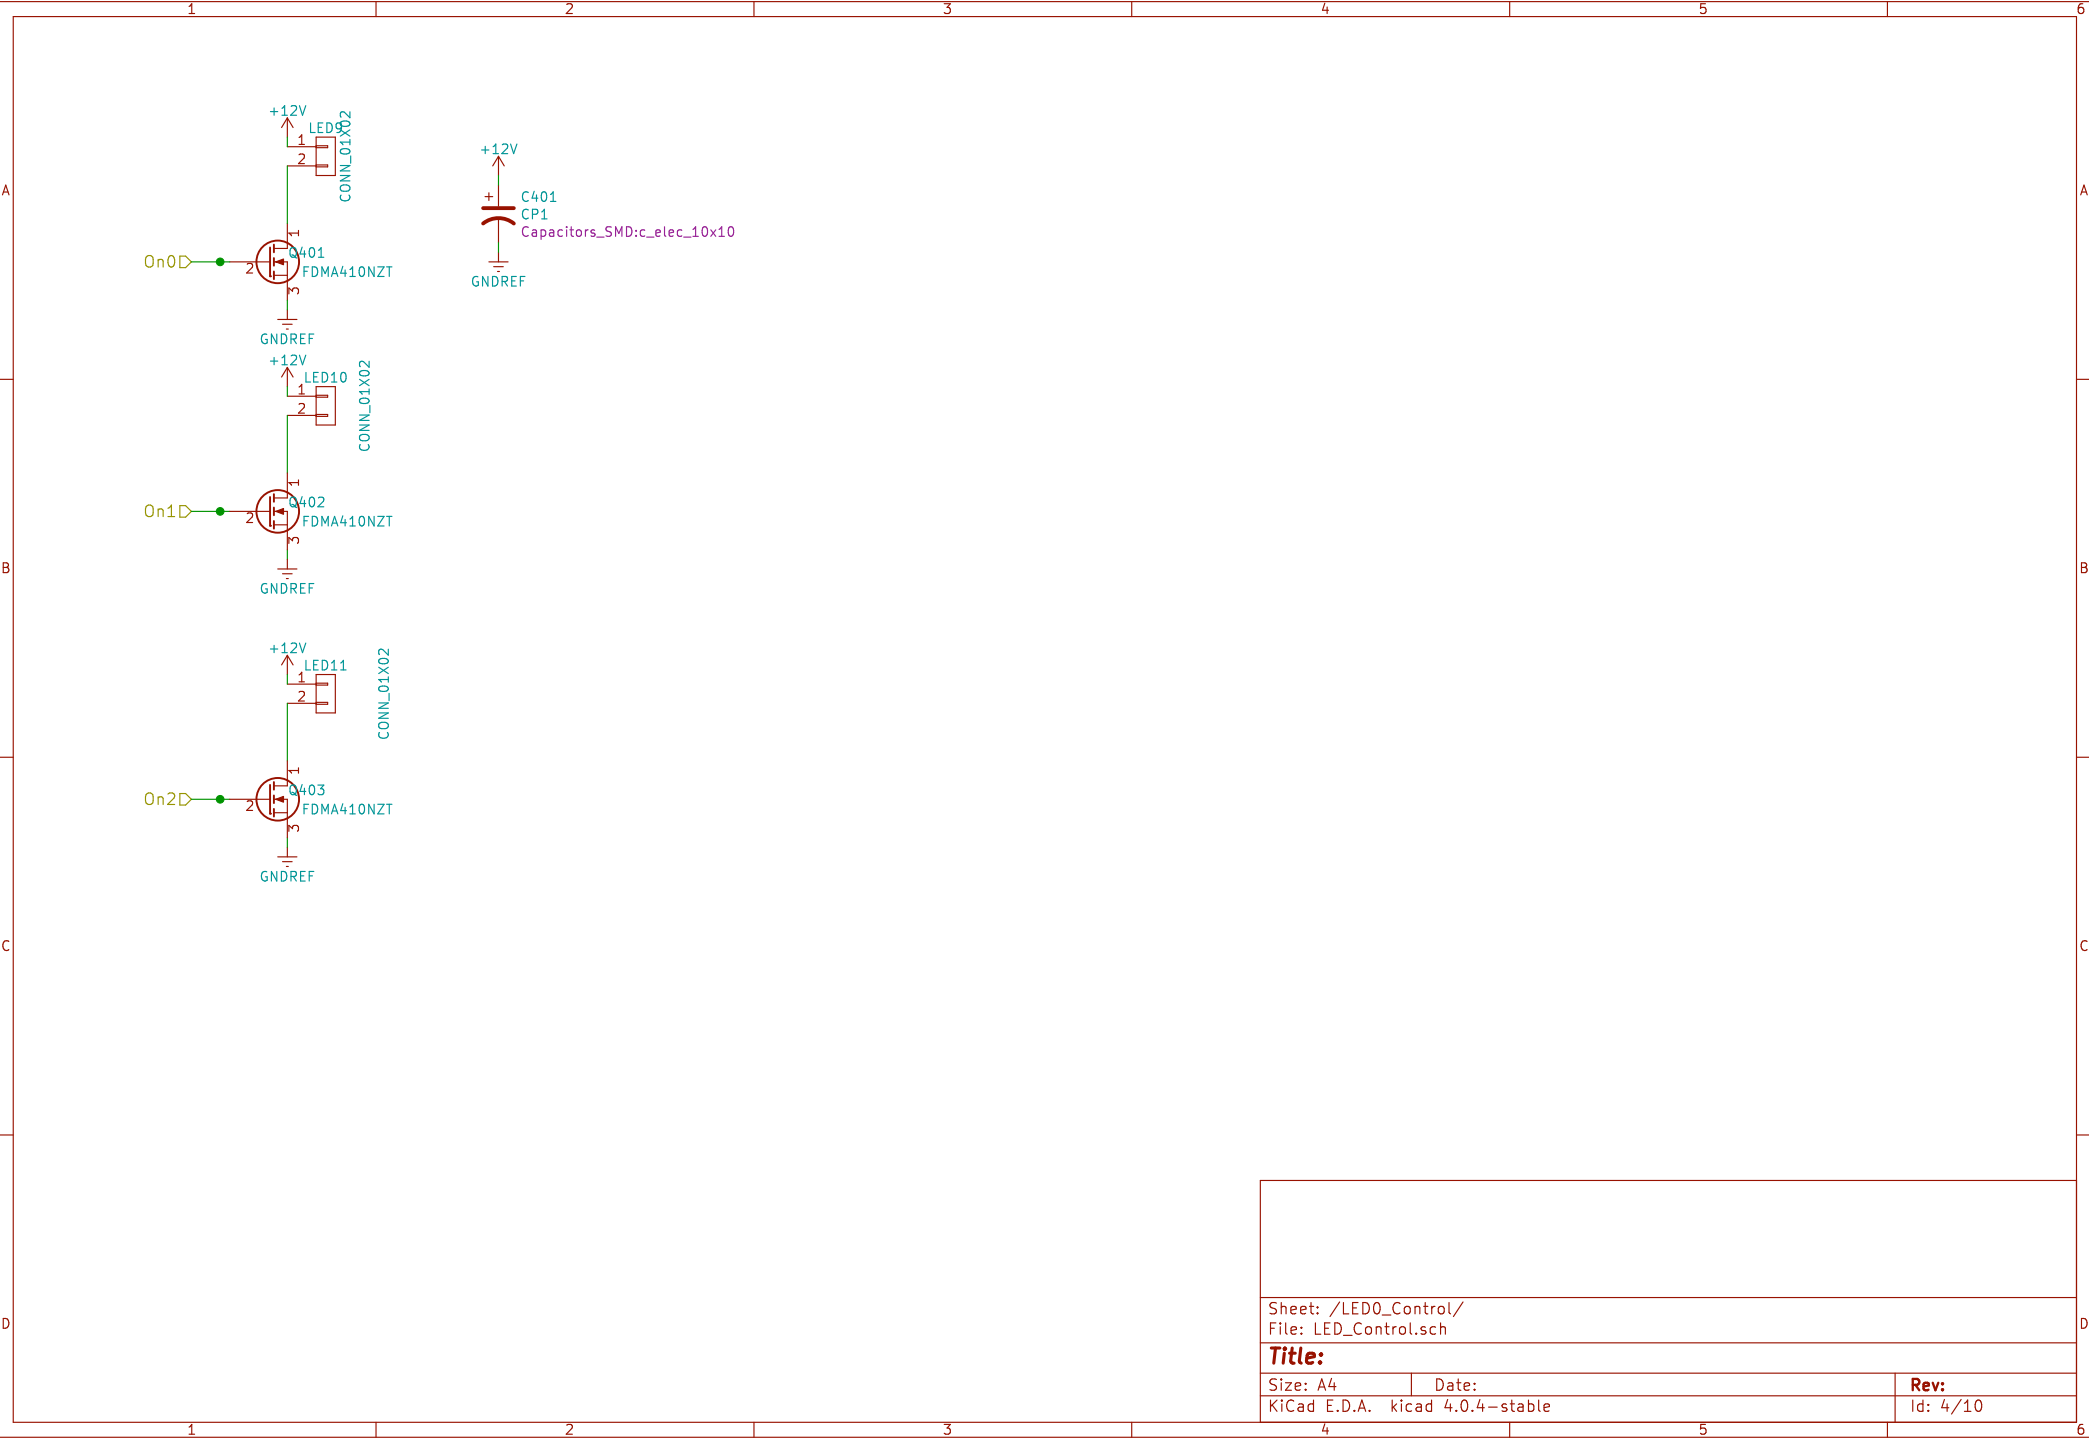 1 2 3 4 5 6
+12V
LED9
CONN_01X02
1
2
1
Q401
On0
2
FDMA410NZT
3
GNDREF
+12V
+
C401
CP1
Capacitors_SMD:c_elec_10x10
GNDREF
A A
+12V
LED10
CONN_01X02
1
2
1
Q402
On1
2
FDMA410NZT
3
GNDREF
B B
+12V
LED11
CONN_01X02
1
2
1
Q403
On2
2
FDMA410NZT
3
GNDREF
C C
D D
Sheet: /LED0_Control/
File: LED_Control.sch
Title:
Size: A4 Date: Rev:
KiCad E.D.A. kicad 4.0.4-stable Id: 4/10
1 2 3 4 5 6